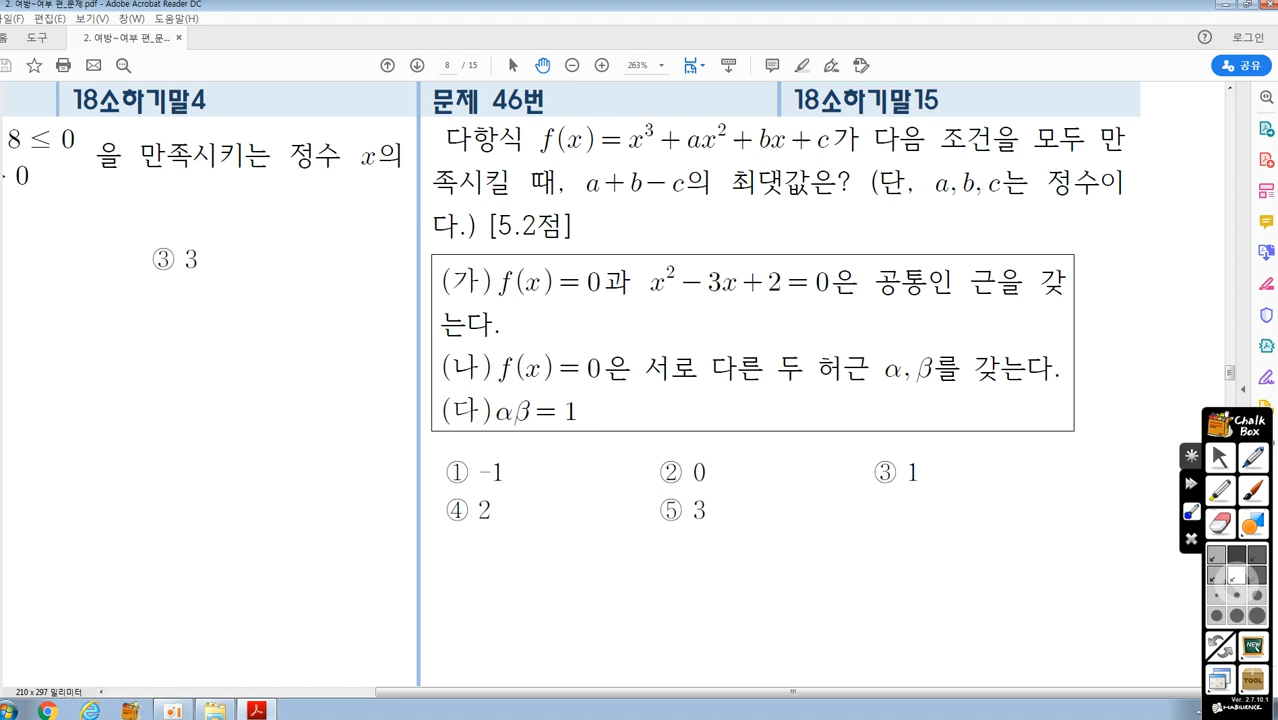 2. 여방~여부 편_문제.pdf - Adobe Acrobat Reader DC
파일(F) 편집(E) 보기(V) 창(W) 도움말(H)
홈 도구 2. 여방~여부 편_문... × 로그인
8 / 15 263% 공유
18소하기말4
8 ≤ 0
을 만족시키는 정수 x의
0
③ 3
문제 46번 18소하기말15
다항식 f(x) = x³ + ax² + bx + c가 다음 조건을 모두 만
족시킬 때, a + b − c의 최댓값은? (단, a, b, c는 정수이
다.) [5.2점]
(가) f(x) = 0과 x² − 3x + 2 = 0은 공통인 근을 갖
는다.
(나) f(x) = 0은 서로 다른 두 허근 α, β를 갖는다.
(다) αβ = 1
① -1 ② 0 ③ 1
④ 2 ⑤ 3
Chalk
Box
NEW
TOOL
Ver. 2.7.10.1
HABILIENCE
210 x 297 밀리미터